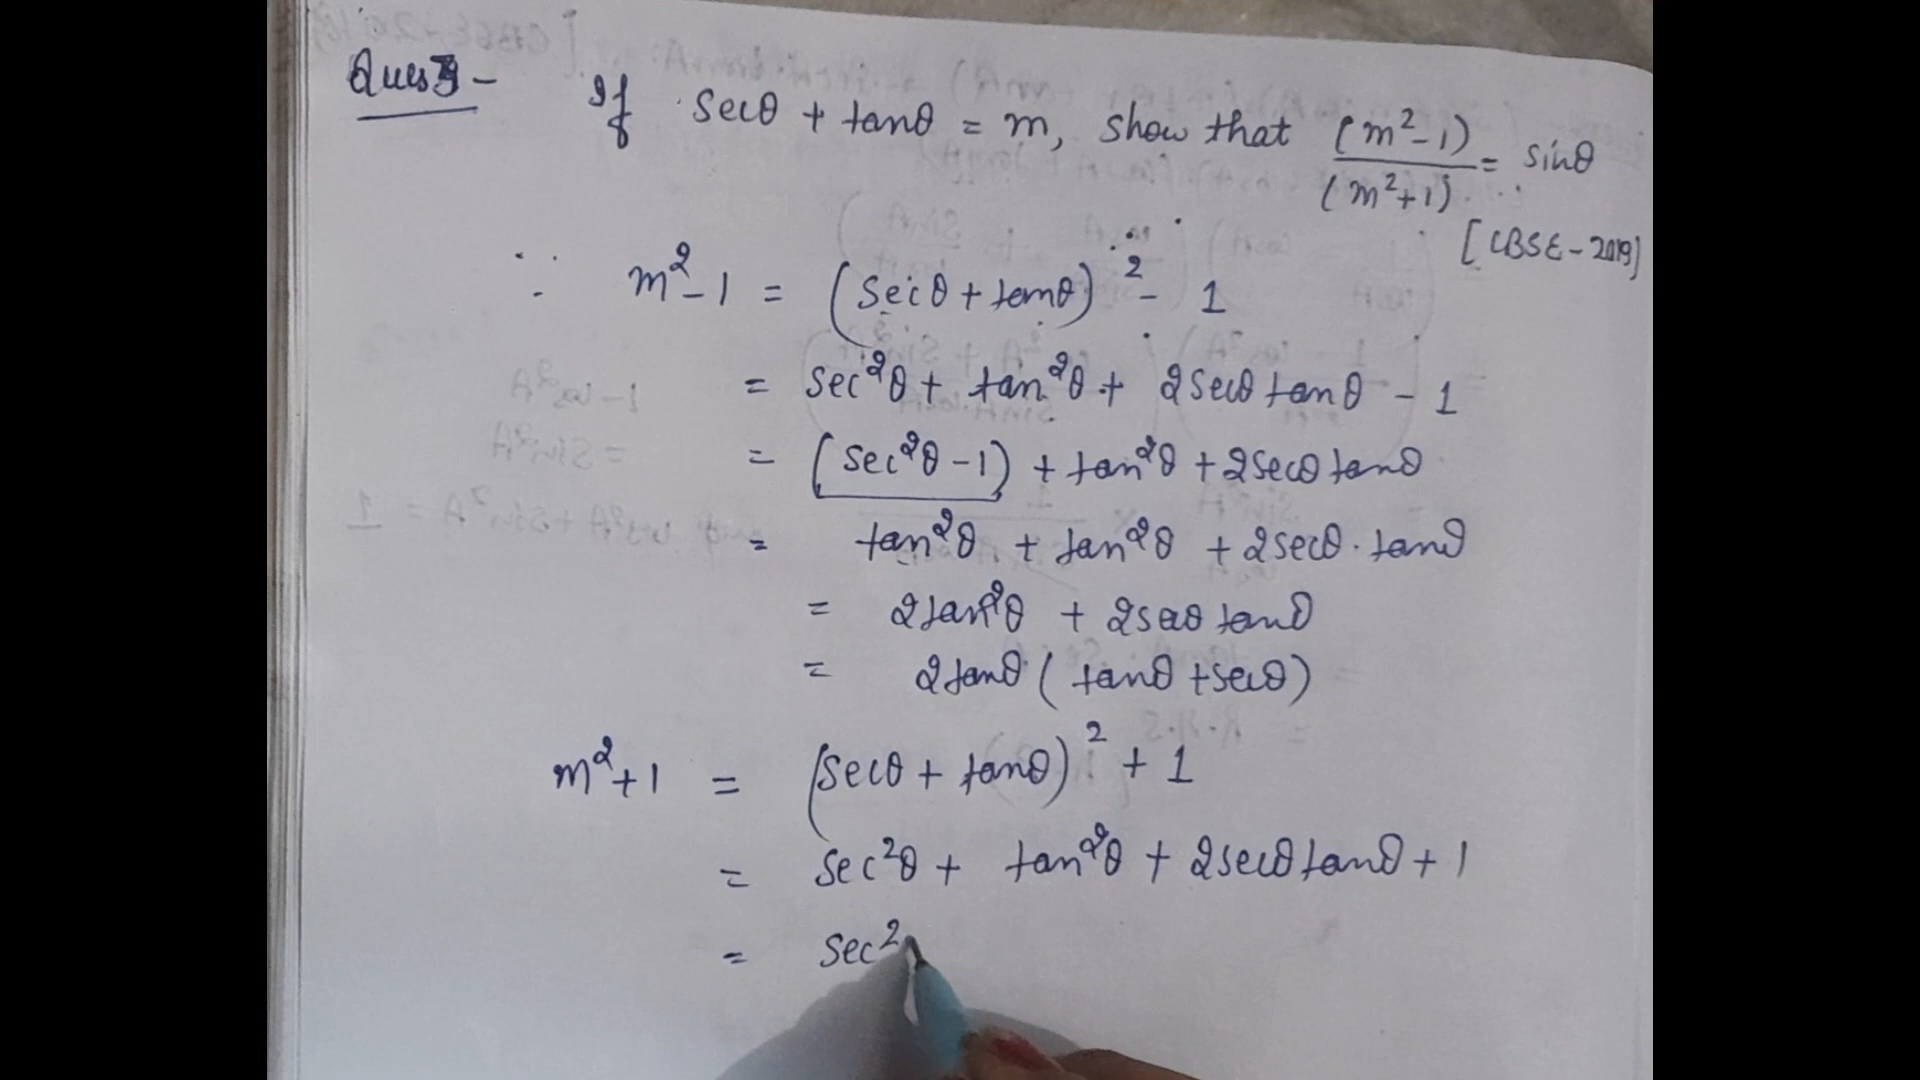 Ques - If secθ + tanθ = m, show that (m²-1)/(m²+1) = sinθ
[CBSE-2019]
∵ m²-1 = (secθ + tanθ)² - 1
= sec²θ + tan²θ + 2secθ tanθ - 1
= (sec²θ - 1) + tan²θ + 2secθ tanθ
= tan²θ + tan²θ + 2secθ · tanθ
= 2tan²θ + 2secθ tanθ
= 2tanθ (tanθ + secθ)
m²+1 = (secθ + tanθ)² + 1
= sec²θ + tan²θ + 2secθ tanθ + 1
= sec²